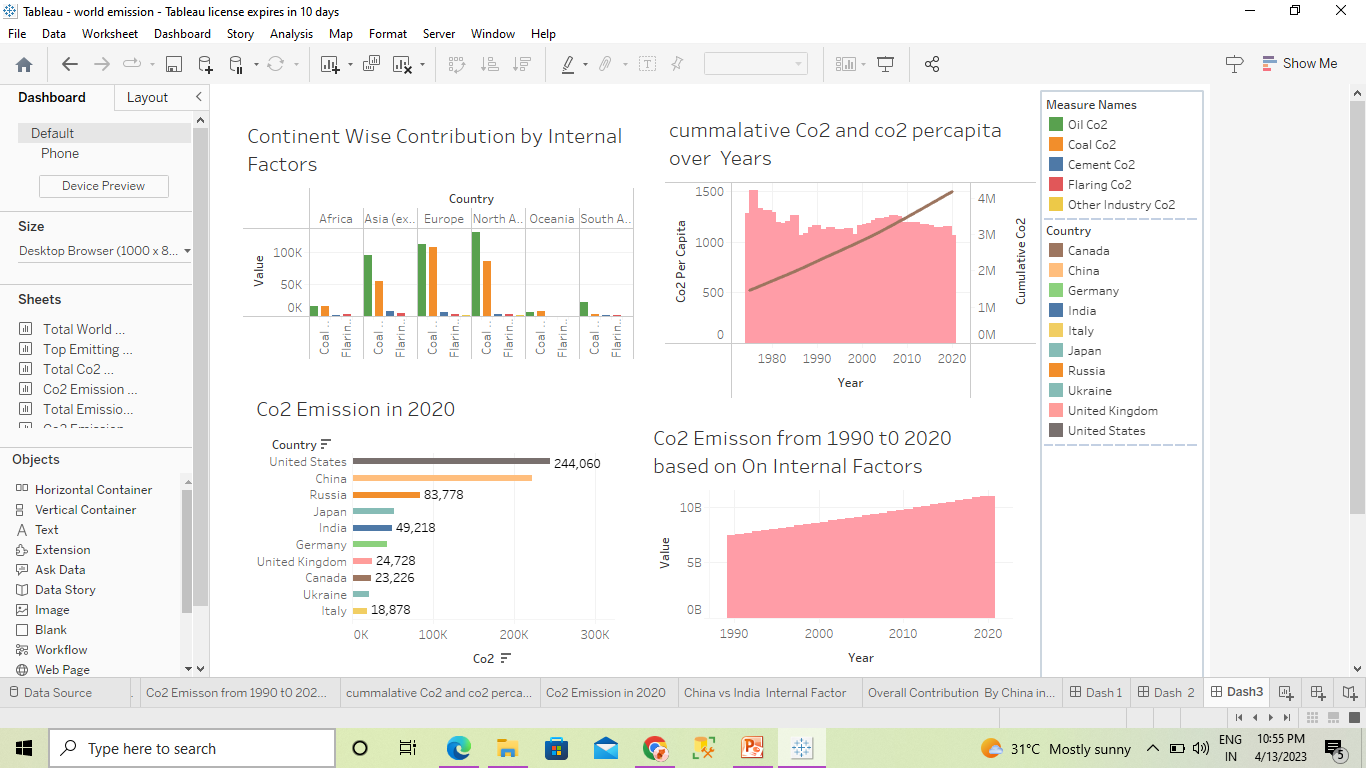 Tableau - world emission - Tableau license expires in 10 days
File Data Worksheet Dashboard Story Analysis Map Format Server Window Help
Show Me
Dashboard Layout
Default
Phone
Device Preview
Size
Desktop Browser (1000 x 8...
Sheets
Total World ...
Top Emitting ...
Total Co2 ...
Co2 Emission ...
Total Emissio...
Co2 Emission
Objects
Horizontal Container
Vertical Container
Text
Extension
Ask Data
Data Story
Image
Blank
Workflow
Web Page
Continent Wise Contribution by Internal
Factors
Country
Africa Asia (ex.. Europe North A.. Oceania South A..
Value
100K
50K
0K
Coal .. Flarin.. Coal .. Flarin.. Coal .. Flarin.. Coal .. Flarin.. Coal .. Flarin.. Coal .. Flarin..
cummalative Co2 and co2 percapita
over Years
Co2 Per Capita
1500
1000
500
0
Cumulative Co2
4M
3M
2M
1M
0M
1980 1990 2000 2010 2020
Year
Co2 Emission in 2020
Country
United States 244,060
China
Russia 83,778
Japan
India 49,218
Germany
United Kingdom 24,728
Canada 23,226
Ukraine
Italy 18,878
0K 100K 200K 300K
Co2
Co2 Emisson from 1990 t0 2020
based on On Internal Factors
Value
10B
5B
0B
1990 2000 2010 2020
Year
Measure Names
Oil Co2
Coal Co2
Cement Co2
Flaring Co2
Other Industry Co2
Country
Canada
China
Germany
India
Italy
Japan
Russia
Ukraine
United Kingdom
United States
Data Source Co2 Emisson from 1990 t0 202... cummalative Co2 and co2 perca... Co2 Emission in 2020 China vs India Internal Factor Overall Contribution By China in... Dash 1 Dash 2 Dash3
Type here to search
31°C Mostly sunny
ENG
IN
10:55 PM
4/13/2023
5